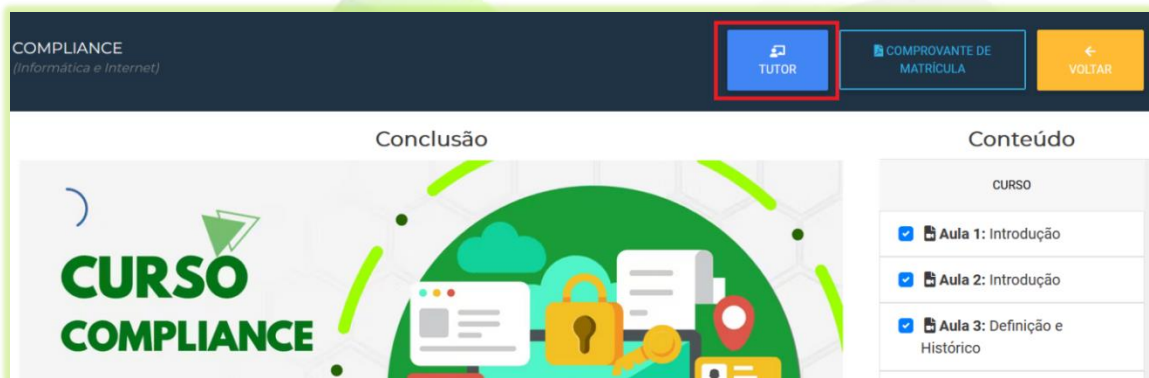 COMPLIANCE
(Informática e Internet)
TUTOR
COMPROVANTE DE
MATRÍCULA
VOLTAR
Conclusão
CURSO
COMPLIANCE
Conteúdo
CURSO
Aula 1: Introdução
Aula 2: Introdução
Aula 3: Definição e
Histórico